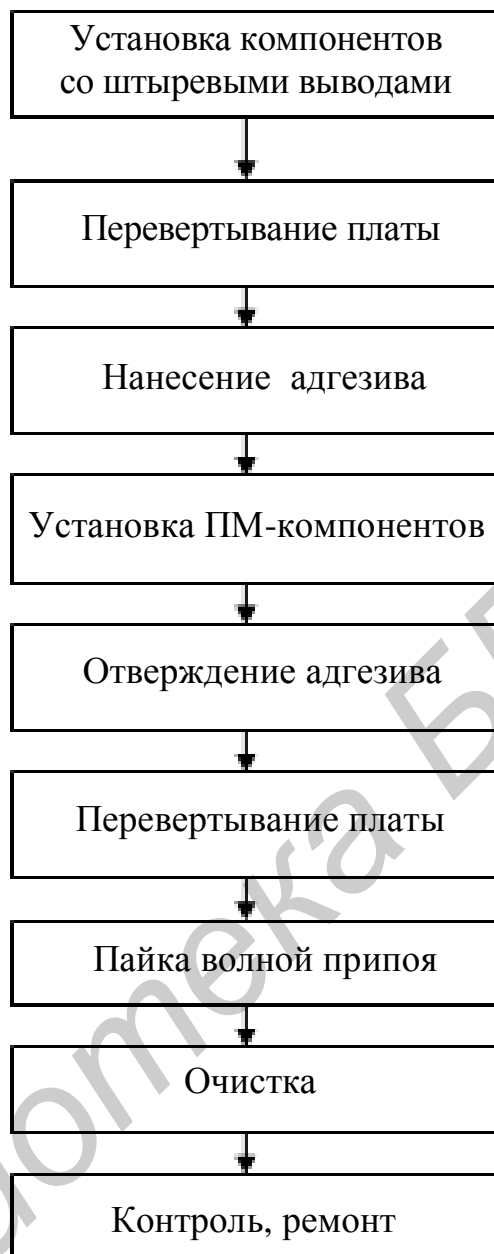 Установка компонентов
со штыревыми выводами
Перевертывание платы
Нанесение адгезива
Установка ПМ-компонентов
Отверждение адгезива
Перевертывание платы
Пайка волной припоя
Очистка
Контроль, ремонт